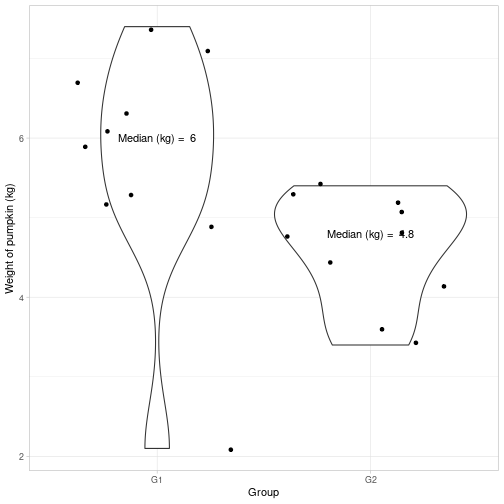 6
4
2
Weight of pumpkin (kg)
Median (kg) = 6
Median (kg) = 4.8
G1
G2
Group